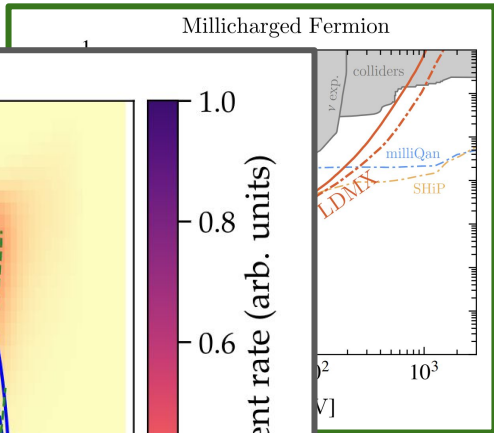 Millicharged Fermion
1
ν exp.
colliders
milliQan
SHiP
LDMX
10³
V]
1.0
0.8
0.6
ent rate (arb. units)